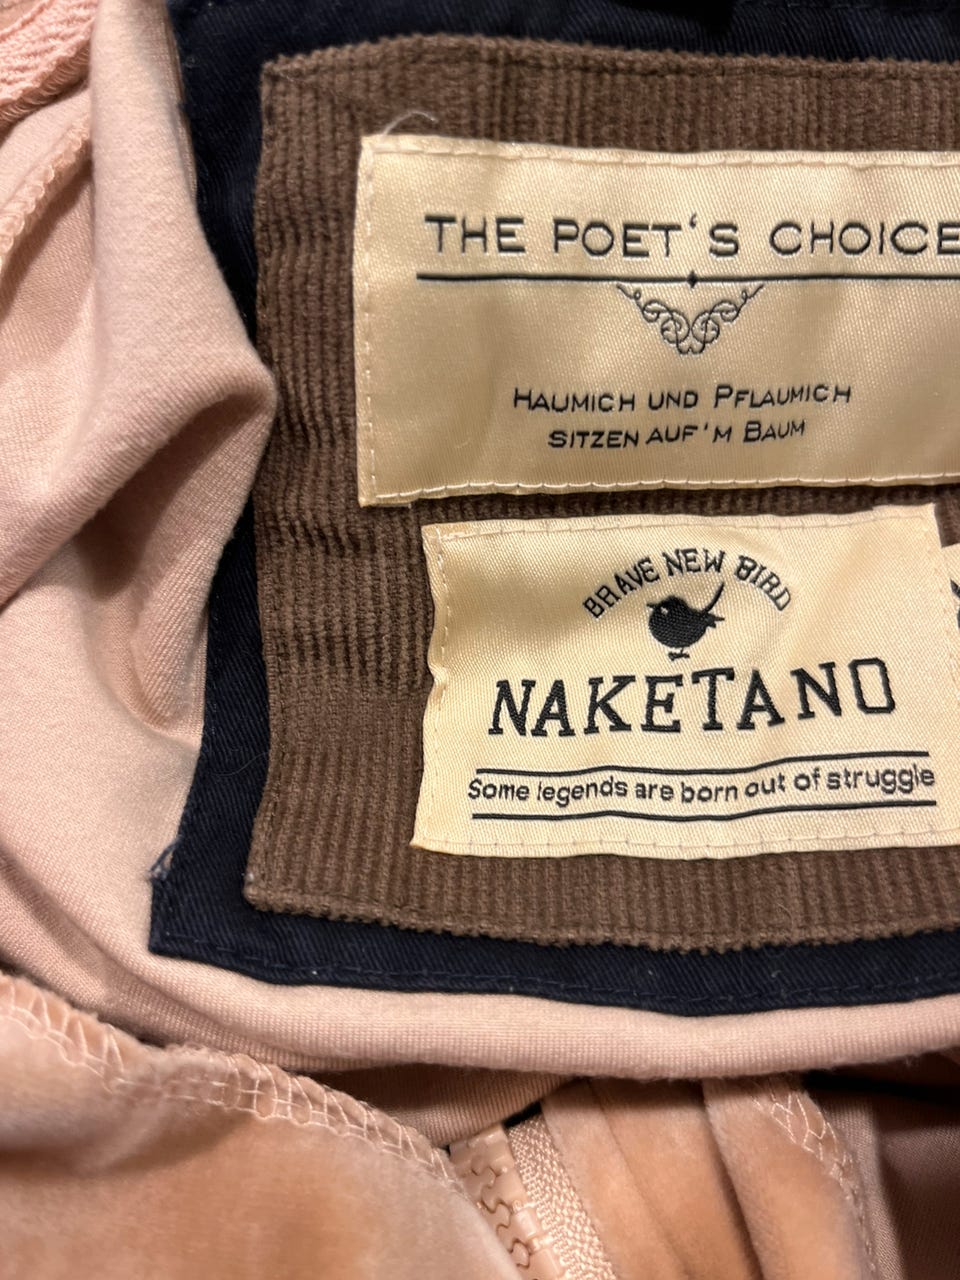 THE POET‘S CHOICE
HAUMICH UND PFLAUMICH
SITZEN AUF'M BAUM
BRAVE NEW BIRD
NAKETANO
Some legends are born out of struggle